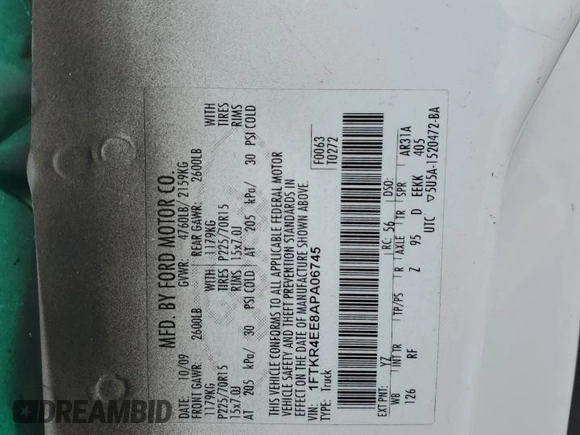 MFD. BY FORD MOTOR CO.
DATE: 10/09 GVWR: 4760LB/ 2159KG
FRONT GAWR: 2600LB REAR GAWR: 2600LB
1179KG WITH 1179KG WITH
P225/70R15 TIRES P225/70R15 TIRES
15x7.0J RIMS 15x7.0J RIMS
AT 205 kPa/ 30 PSI COLD AT 205 kPa/ 30 PSI COLD
THIS VEHICLE CONFORMS TO ALL APPLICABLE FEDERAL MOTOR
VEHICLE SAFETY AND THEFT PREVENTION STANDARDS IN
EFFECT ON THE DATE OF MANUFACTURE SHOWN ABOVE.
VIN: 1FTKR4EE8APA06745
TYPE: Truck
F0063
T0272
EXT PNT: YZ RC: 56 DSO:
WB INT TR TP/PS R AXLE TR SPR AR31A
126 RF Z 95 D EEKK 405
UTC ▽5U5A-1520472-BA
DREAMBID